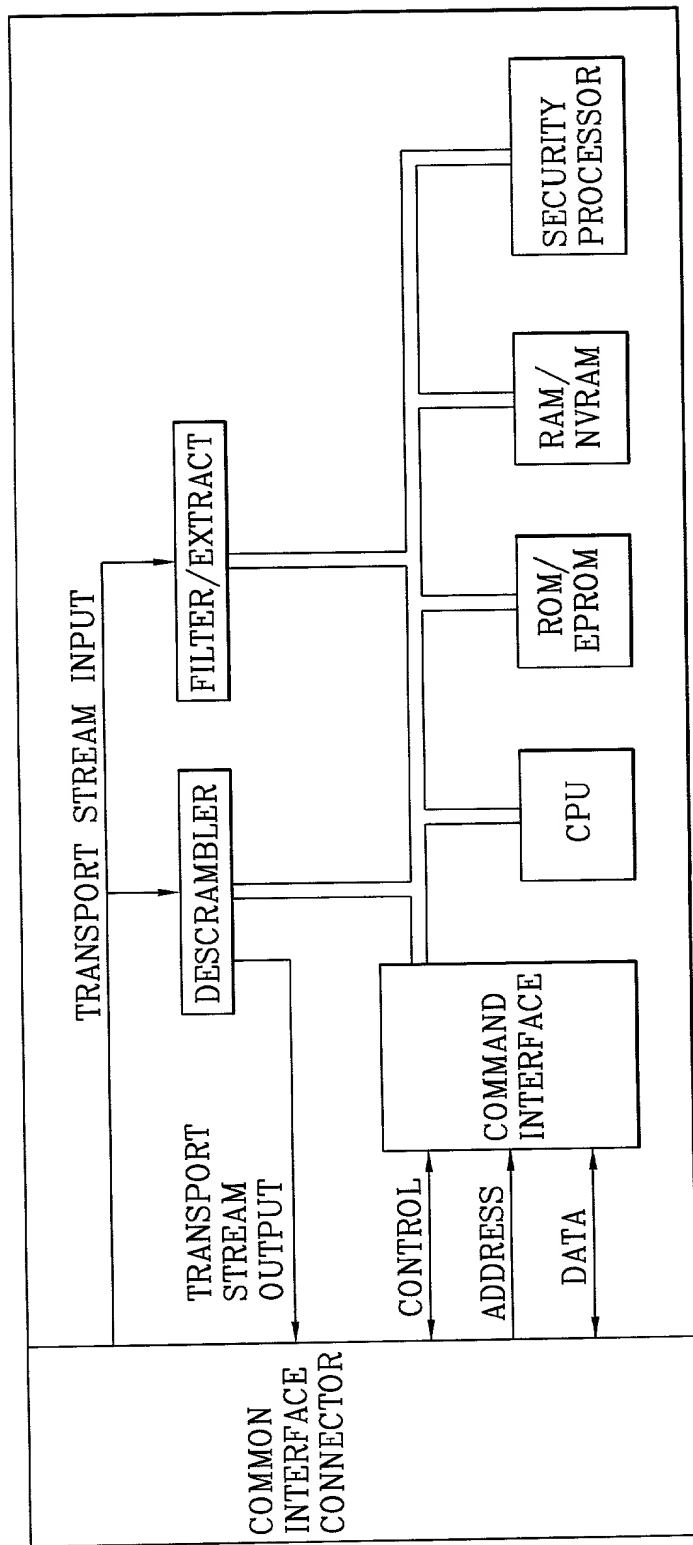 TRANSPORT STREAM INPUT
DESCRAMBLER
FILTER/EXTRACT
TRANSPORT
STREAM
OUTPUT
COMMON
INTERFACE
CONNECTOR
CONTROL
ADDRESS
DATA
COMMAND
INTERFACE
CPU
ROM/
EPROM
RAM/
NVRAM
SECURITY
PROCESSOR